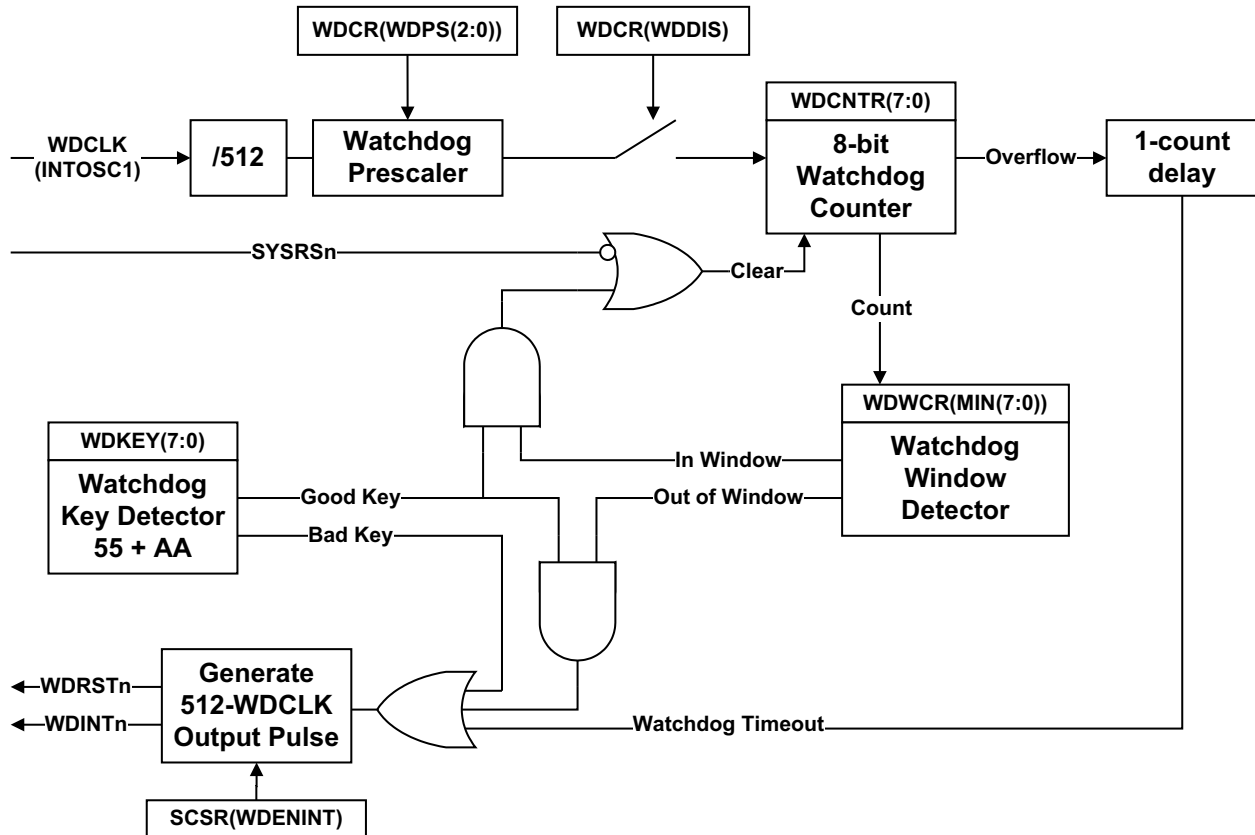 WDCR(WDPS(2:0))
WDCR(WDDIS)
WDCNTR(7:0)
WDCLK
(INTOSC1)
/512
Watchdog
Prescaler
8-bit
Watchdog
Counter
Overflow
1-count
delay
SYSRSn
Clear
Count
WDWCR(MIN(7:0))
Watchdog
Window
Detector
WDKEY(7:0)
Watchdog
Key Detector
55 + AA
In Window
Good Key
Out of Window
Bad Key
Generate
512-WDCLK
Output Pulse
WDRSTn
WDINTn
Watchdog Timeout
SCSR(WDENINT)